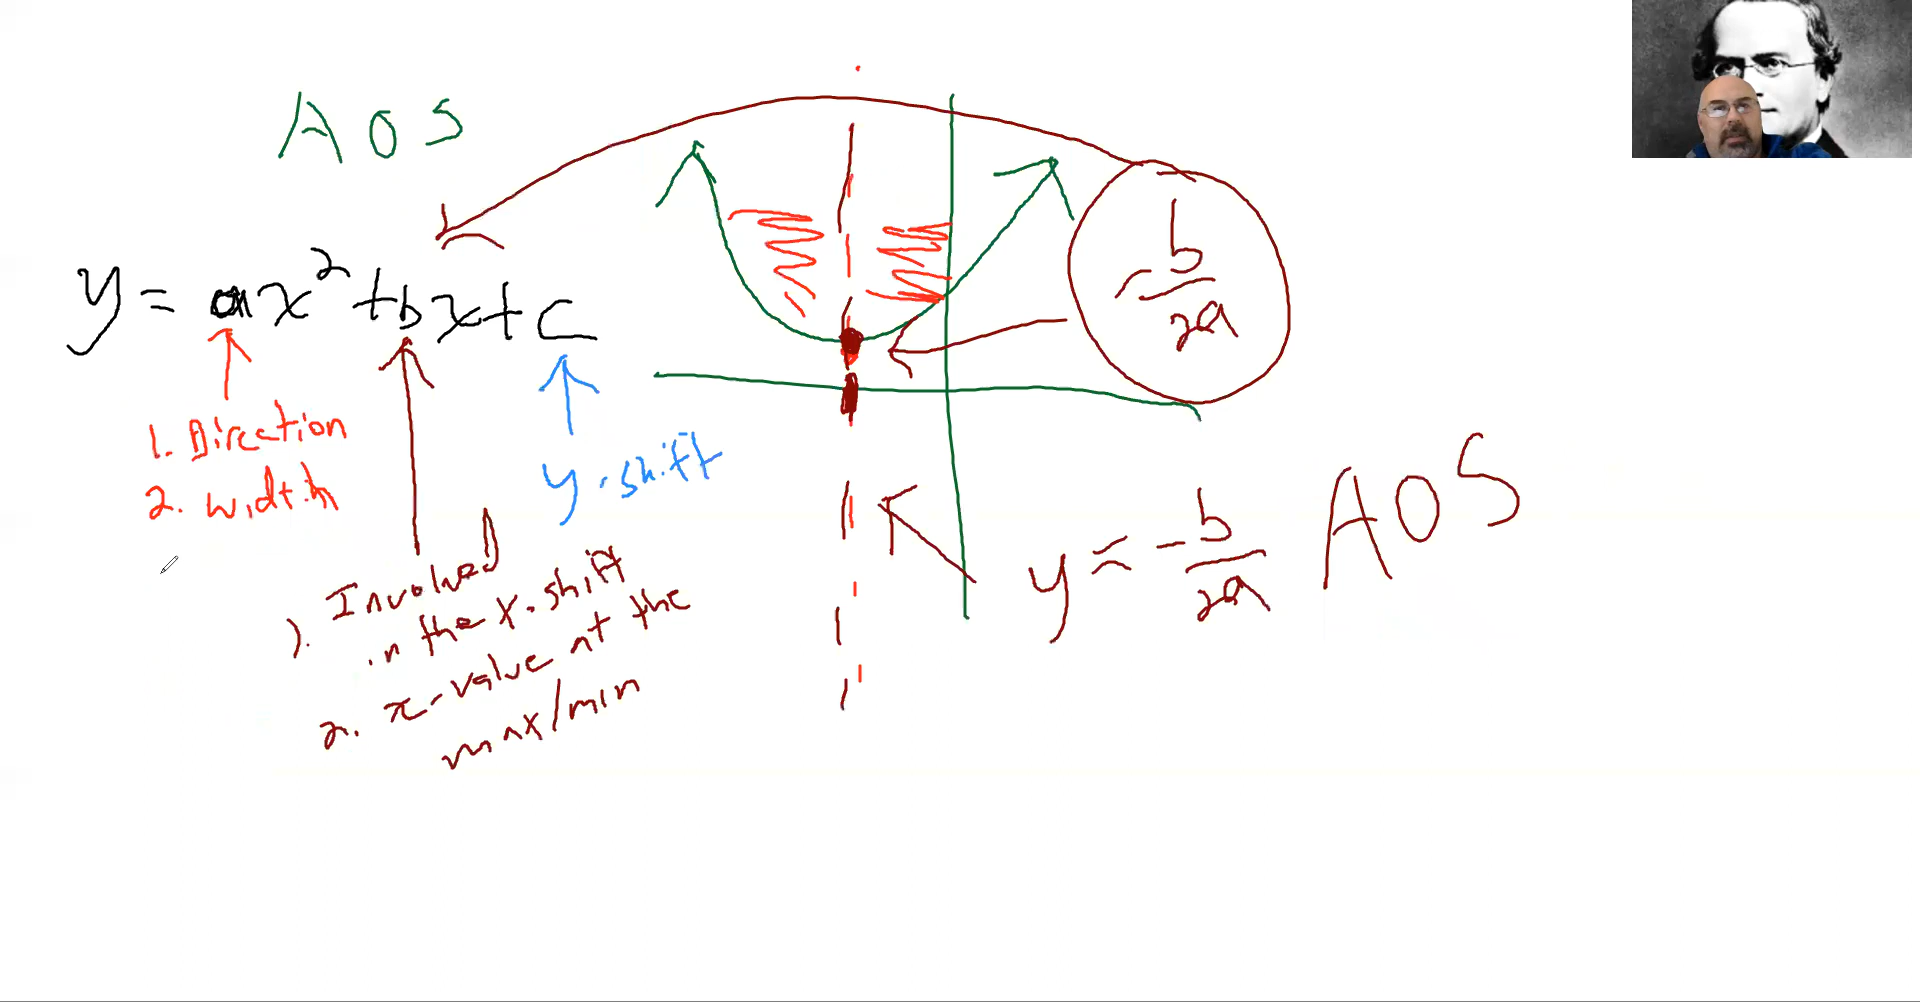 AOS
y = ax² + bx + c
-b/2a
1. Direction
2. width
y-shift
1. Involved
in the x-shift
2. x-value at the
max/min
y = -b/2a AOS